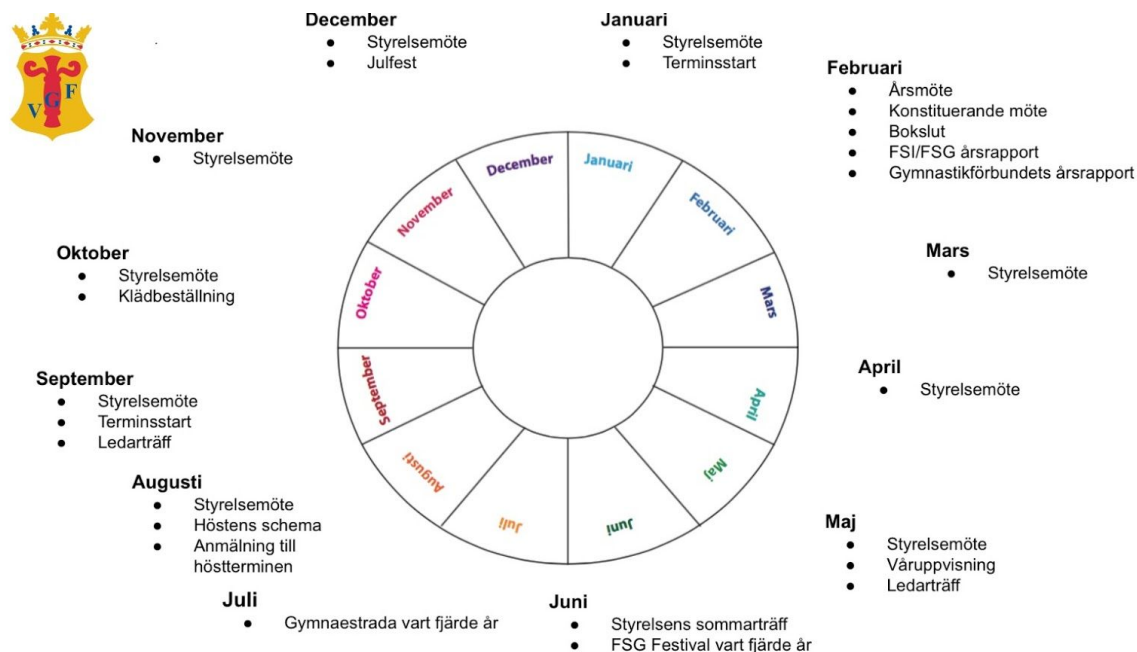 VGF
December
● Styrelsemöte
● Julfest
Januari
● Styrelsemöte
● Terminsstart
Februari
● Årsmöte
● Konstituerande möte
● Bokslut
● FSI/FSG årsrapport
● Gymnastikförbundets årsrapport
Mars
● Styrelsemöte
April
● Styrelsemöte
Maj
● Styrelsemöte
● Våruppvisning
● Ledarträff
Juni
● Styrelsens sommarträff
● FSG Festival vart fjärde år
Juli
● Gymnaestrada vart fjärde år
Augusti
● Styrelsemöte
● Höstens schema
● Anmälning till
höstterminen
September
● Styrelsemöte
● Terminsstart
● Ledarträff
Oktober
● Styrelsemöte
● Klädbeställning
November
● Styrelsemöte
Januari
Februari
Mars
April
Maj
Juni
Juli
Augusti
September
Oktober
November
December